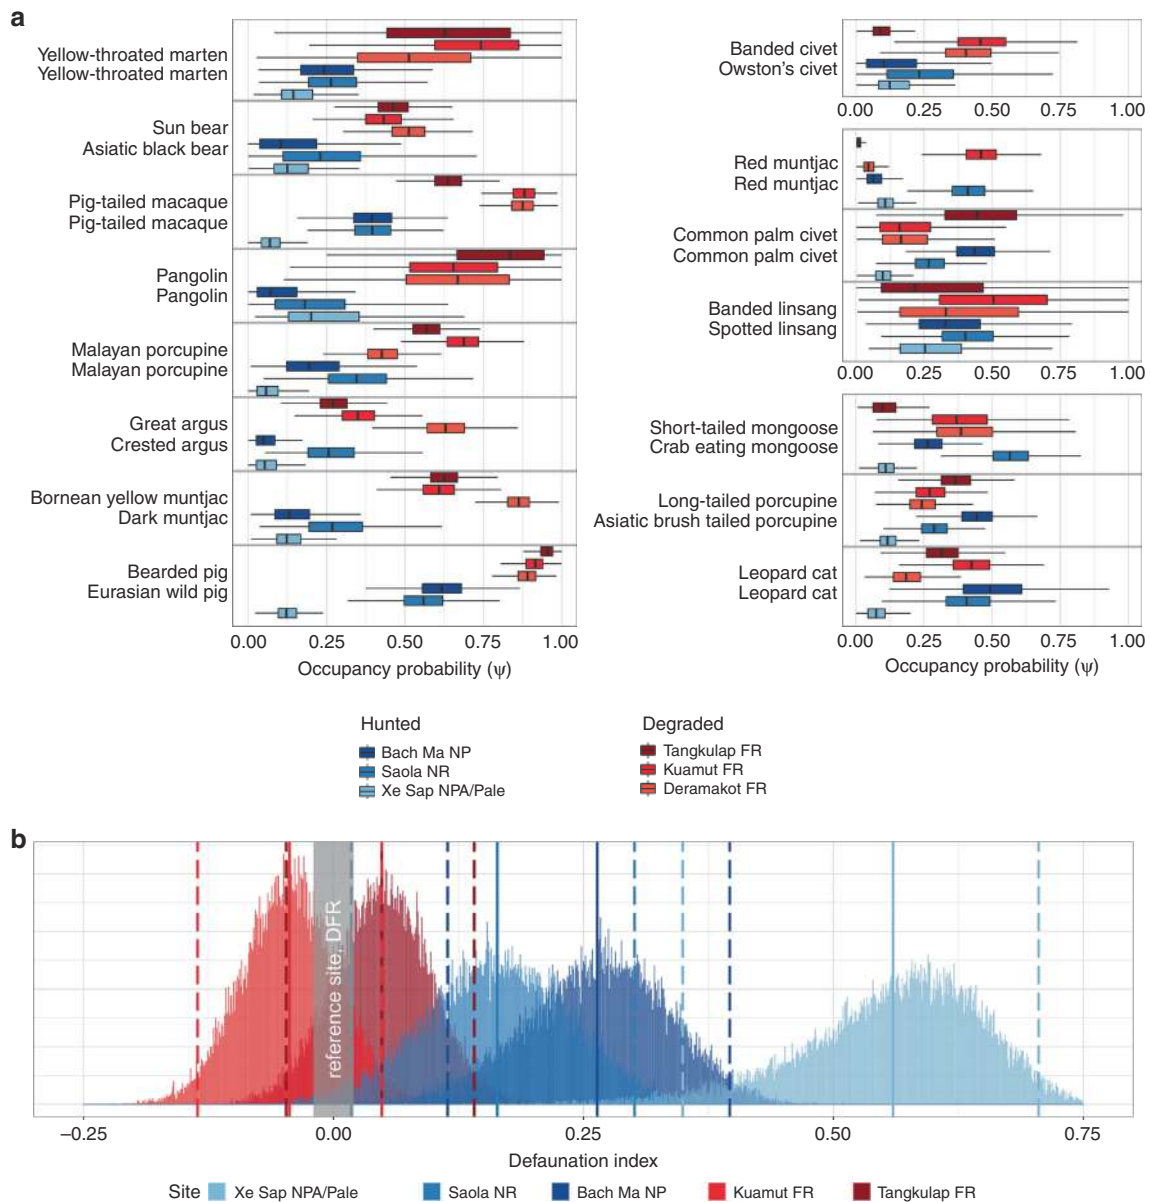 a
Yellow-throated marten
Yellow-throated marten
Sun bear
Asiatic black bear
Pig-tailed macaque
Pig-tailed macaque
Pangolin
Pangolin
Malayan porcupine
Malayan porcupine
Great argus
Crested argus
Bornean yellow muntjac
Dark muntjac
Bearded pig
Eurasian wild pig
0.00 0.25 0.50 0.75 1.00
Occupancy probability (ψ)
Banded civet
Owston's civet
0.00 0.25 0.50 0.75 1.00
Red muntjac
Red muntjac
Common palm civet
Common palm civet
Banded linsang
Spotted linsang
0.00 0.25 0.50 0.75 1.00
Short-tailed mongoose
Crab eating mongoose
Long-tailed porcupine
Asiatic brush tailed porcupine
Leopard cat
Leopard cat
0.00 0.25 0.50 0.75 1.00
Occupancy probability (ψ)
Hunted
Bach Ma NP
Saola NR
Xe Sap NPA/Pale
Degraded
Tangkulap FR
Kuamut FR
Deramakot FR
b
reference site; DFR
−0.25 0.00 0.25 0.50 0.75
Defaunation index
Site Xe Sap NPA/Pale Saola NR Bach Ma NP Kuamut FR Tangkulap FR